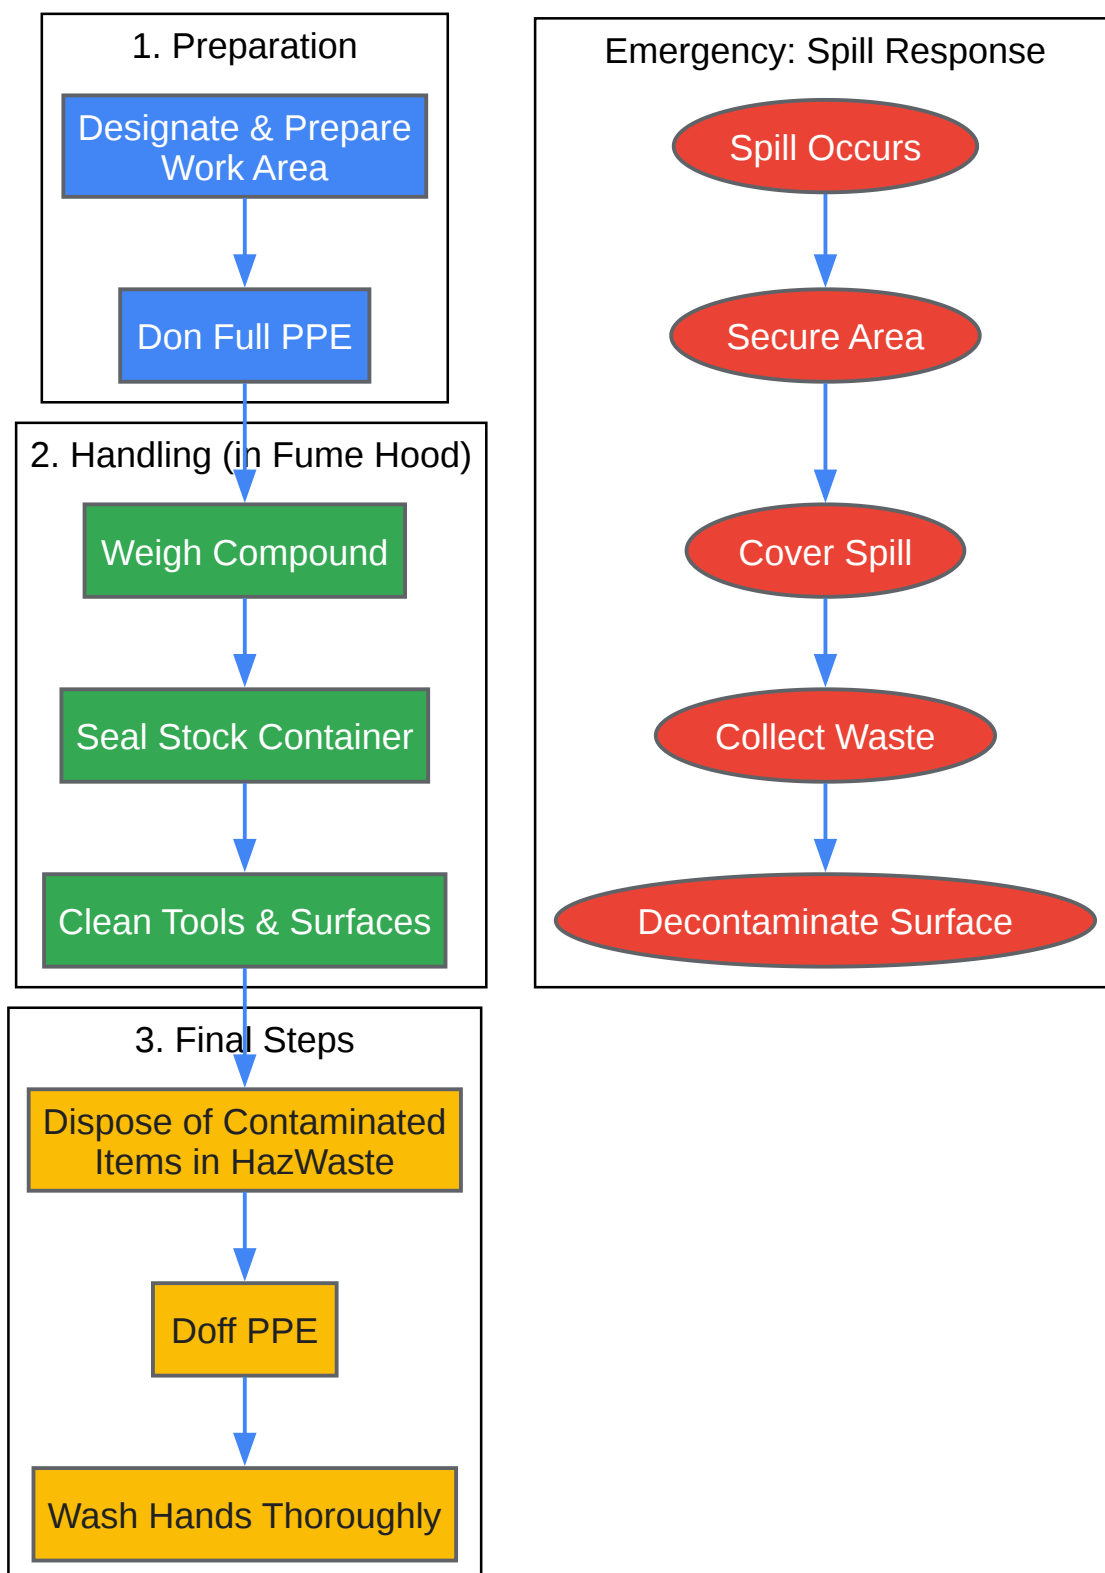 1. Preparation
Designate & Prepare
Work Area
Don Full PPE
2. Handling (in Fume Hood)
Weigh Compound
Seal Stock Container
Clean Tools & Surfaces
3. Final Steps
Dispose of Contaminated
Items in HazWaste
Doff PPE
Wash Hands Thoroughly
Emergency: Spill Response
Spill Occurs
Secure Area
Cover Spill
Collect Waste
Decontaminate Surface